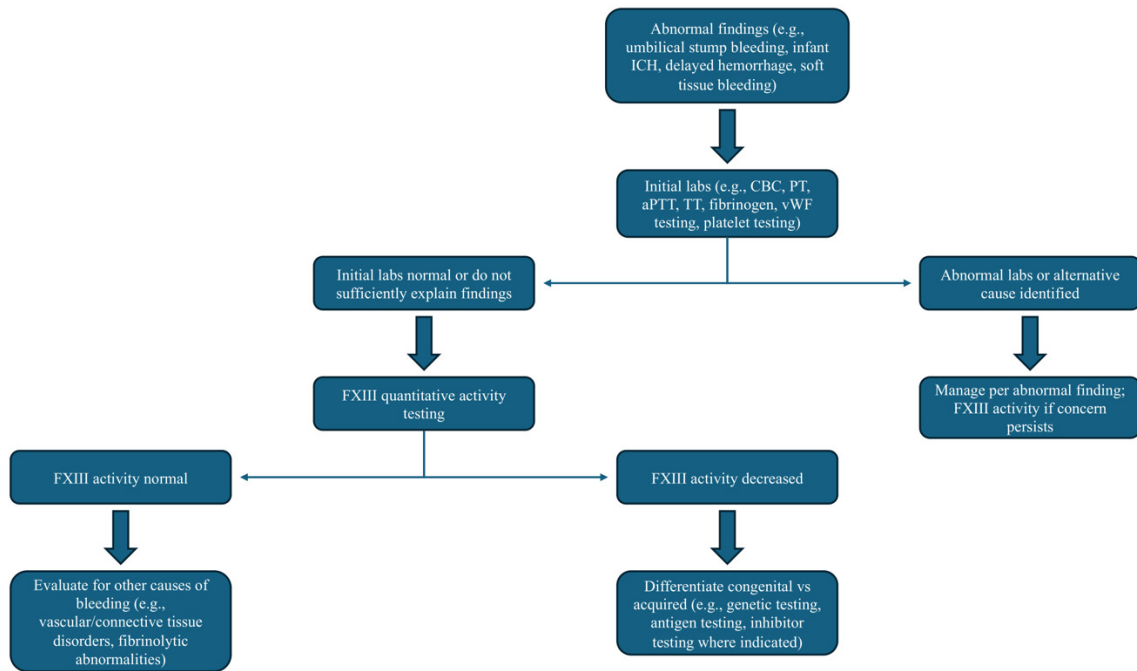 Abnormal findings (e.g.,
umbilical stump bleeding, infant
ICH, delayed hemorrhage, soft
tissue bleeding)
Initial labs (e.g., CBC, PT,
aPTT, TT, fibrinogen, vWF
testing, platelet testing)
Initial labs normal or do not
sufficiently explain findings
Abnormal labs or alternative
cause identified
FXIII quantitative activity
testing
Manage per abnormal finding;
FXIII activity if concern
persists
FXIII activity normal
FXIII activity decreased
Evaluate for other causes of
bleeding (e.g.,
vascular/connective tissue
disorders, fibrinolytic
abnormalities)
Differentiate congenital vs
acquired (e.g., genetic testing,
antigen testing, inhibitor
testing where indicated)